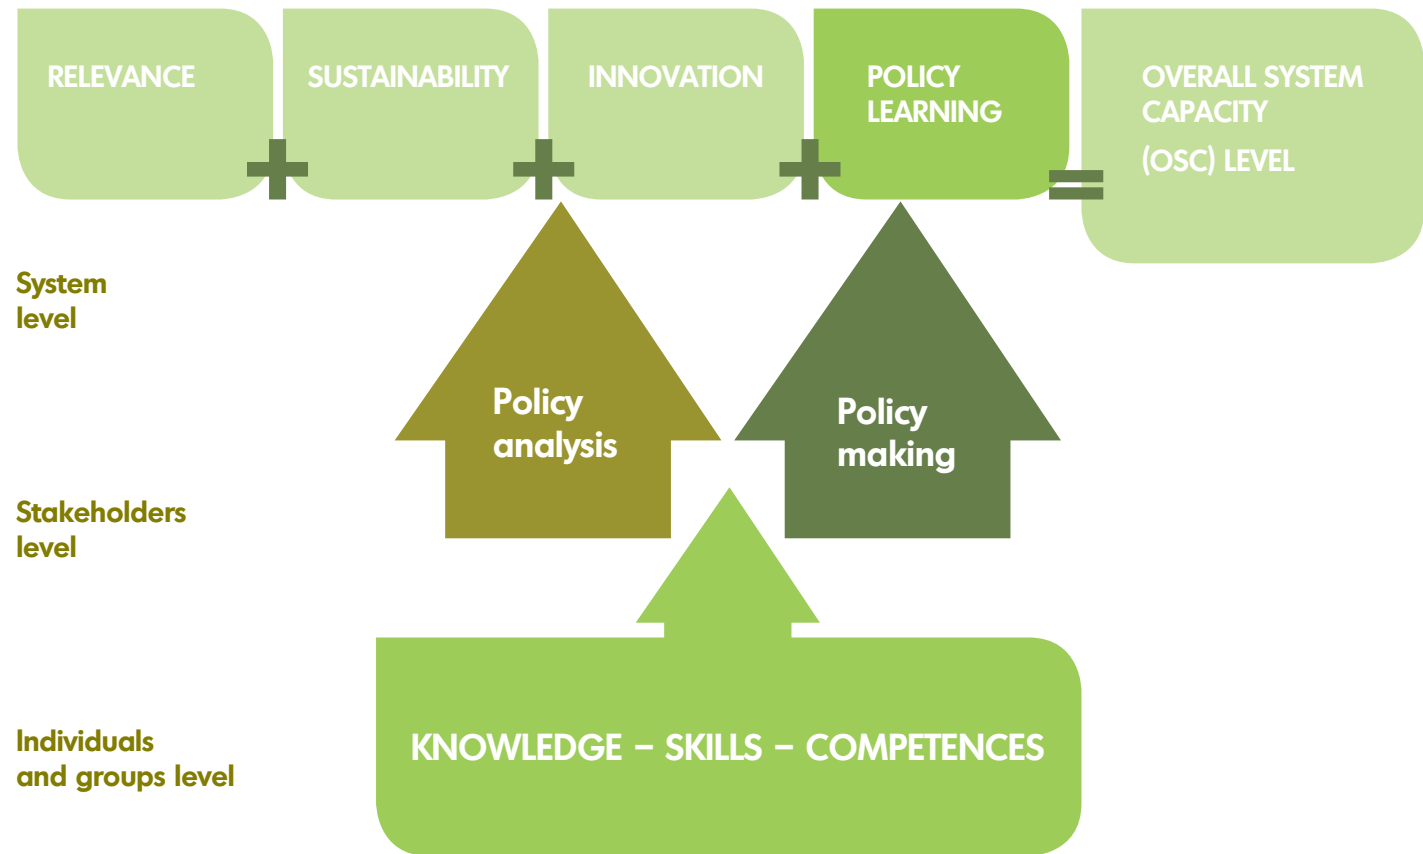 RELEVANCE
SUSTAINABILITY
INNOVATION
POLICY
LEARNING
OVERALL SYSTEM
CAPACITY
(OSC) LEVEL
System
level
Policy
analysis
Policy
making
Stakeholders
level
Individuals
and groups level
KNOWLEDGE – SKILLS – COMPETENCES